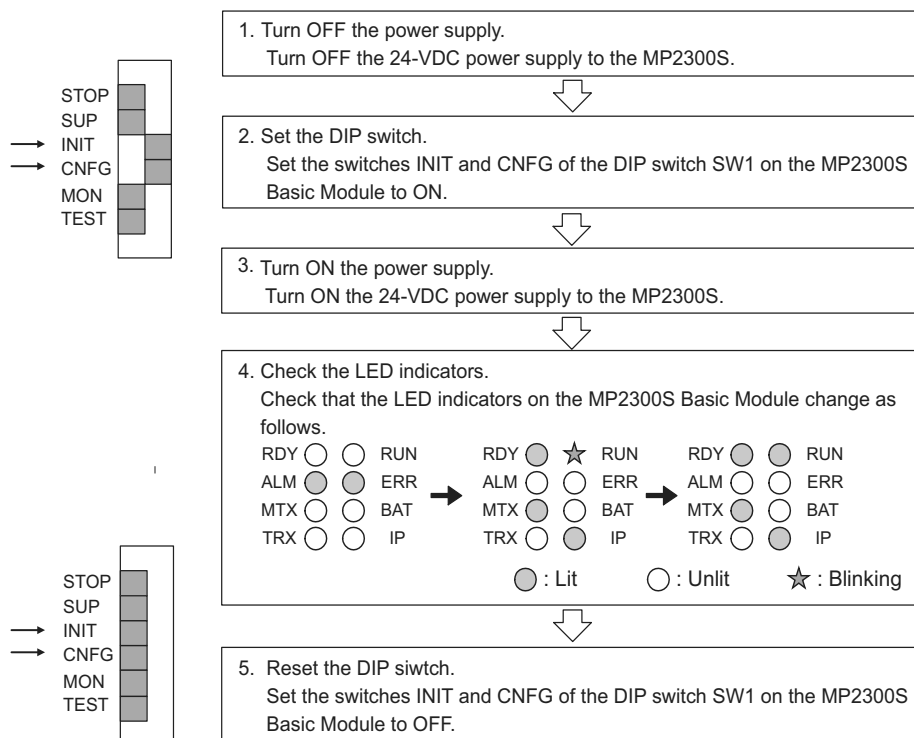 1. Turn OFF the power supply.
Turn OFF the 24-VDC power supply to the MP2300S.
STOP
SUP
INIT
CNFG
MON
TEST
2. Set the DIP switch.
Set the switches INIT and CNFG of the DIP switch SW1 on the MP2300S
Basic Module to ON.
3. Turn ON the power supply.
Turn ON the 24-VDC power supply to the MP2300S.
4. Check the LED indicators.
Check that the LED indicators on the MP2300S Basic Module change as
follows.
RDY RUN RDY RUN RDY RUN
ALM ERR ALM ERR ALM ERR
MTX BAT MTX BAT MTX BAT
TRX IP TRX IP TRX IP
: Lit : Unlit : Blinking
STOP
SUP
INIT
CNFG
MON
TEST
5. Reset the DIP siwtch.
Set the switches INIT and CNFG of the DIP switch SW1 on the MP2300S
Basic Module to OFF.